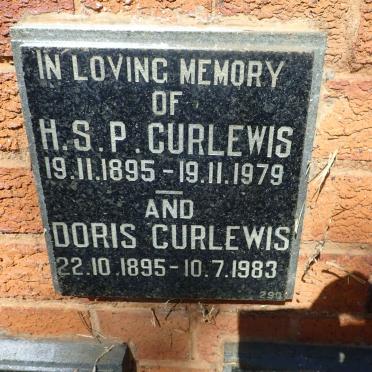 IN LOVING MEMORY
OF
H.S.P. CURLEWIS
19.11.1895 - 19.11.1979
AND
DORIS CURLEWIS
22.10.1895 - 10.7.1983